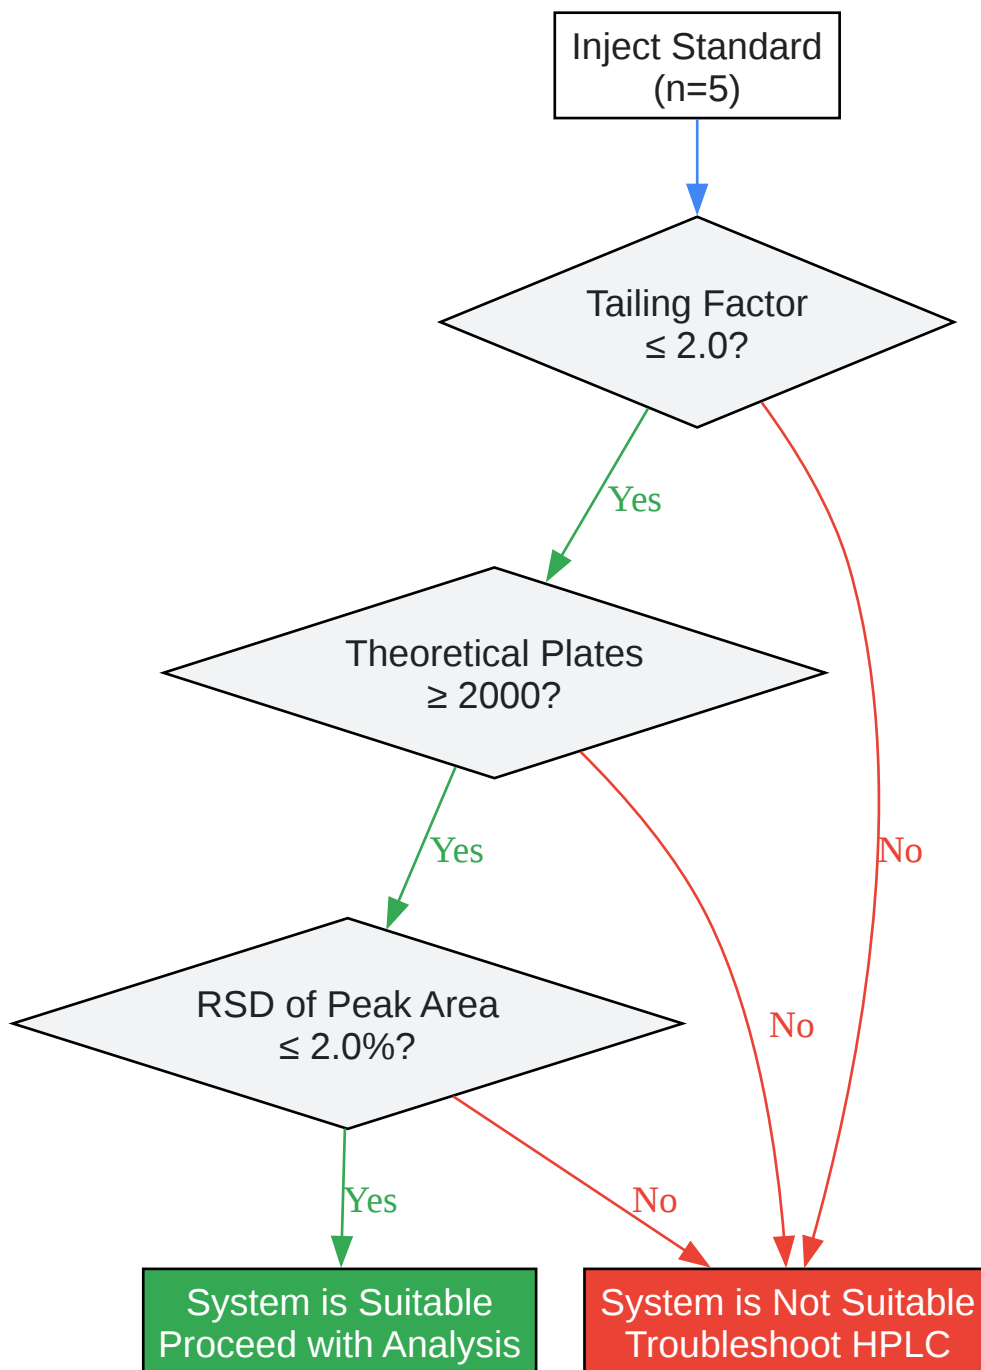 Inject Standard
(n=5)
Tailing Factor
≤ 2.0?
Yes
Theoretical Plates
≥ 2000?
Yes
No
RSD of Peak Area
≤ 2.0%?
No
Yes
No
System is Suitable
Proceed with Analysis
System is Not Suitable
Troubleshoot HPLC